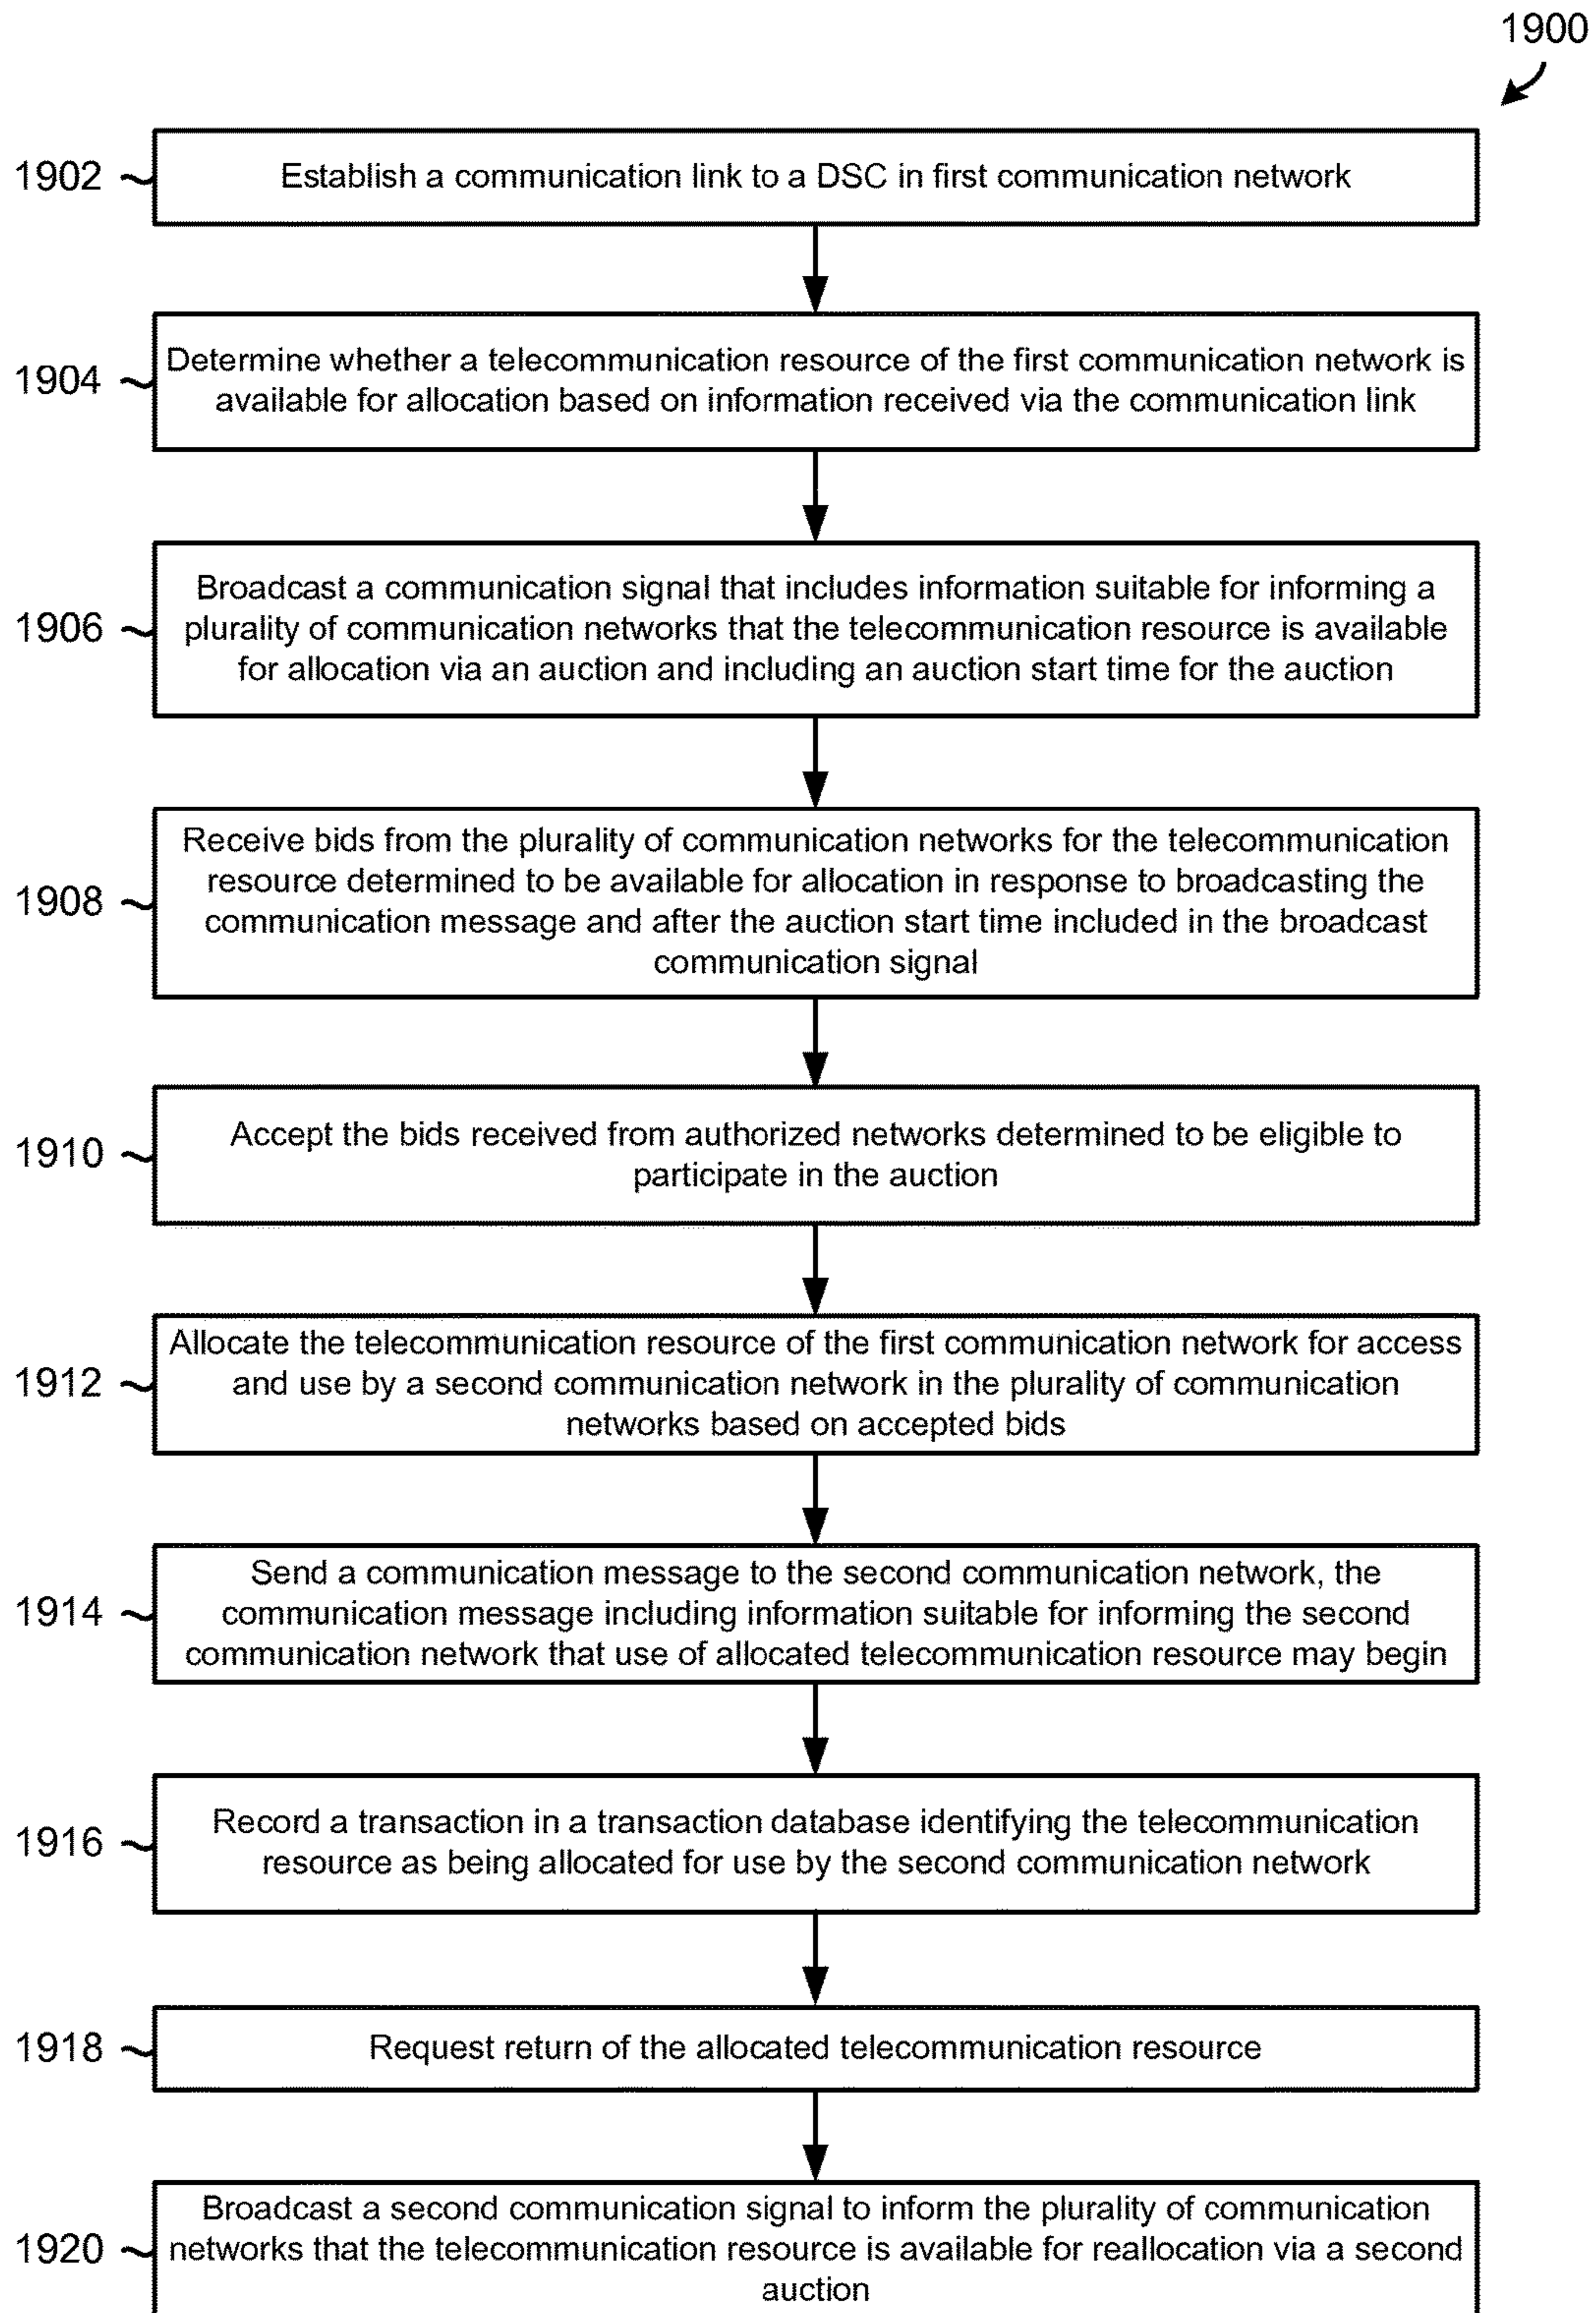 1900
1902
Establish a communication link to a DSC in first communication network
1904
Determine whether a telecommunication resource of the first communication network is
available for allocation based on information received via the communication link
1906
Broadcast a communication signal that includes information suitable for informing a
plurality of communication networks that the telecommunication resource is available
for allocation via an auction and including an auction start time for the auction
1908
Receive bids from the plurality of communication networks for the telecommunication
resource determined to be available for allocation in response to broadcasting the
communication message and after the auction start time included in the broadcast
communication signal
1910
Accept the bids received from authorized networks determined to be eligible to
participate in the auction
1912
Allocate the telecommunication resource of the first communication network for access
and use by a second communication network in the plurality of communication
networks based on accepted bids
1914
Send a communication message to the second communication network, the
communication message including information suitable for informing the second
communication network that use of allocated telecommunication resource may begin
1916
Record a transaction in a transaction database identifying the telecommunication
resource as being allocated for use by the second communication network
1918
Request return of the allocated telecommunication resource
1920
Broadcast a second communication signal to inform the plurality of communication
networks that the telecommunication resource is available for reallocation via a second
auction